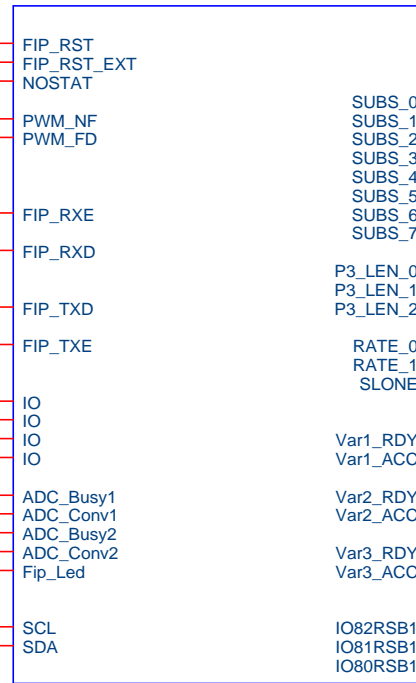 FIP_RST
FIP_RST_EXT
NOSTAT
PWM_NF
PWM_FD
FIP_RXE
FIP_RXD
FIP_TXD
FIP_TXE
IO
IO
IO
IO
ADC_Busy1
ADC_Conv1
ADC_Busy2
ADC_Conv2
Fip_Led
SCL
SDA
SUBS_0
SUBS_1
SUBS_2
SUBS_3
SUBS_4
SUBS_5
SUBS_6
SUBS_7
P3_LEN_0
P3_LEN_1
P3_LEN_2
RATE_0
RATE_1
SLONE
Var1_RDY
Var1_ACC
Var2_RDY
Var2_ACC
Var3_RDY
Var3_ACC
IO82RSB1
IO81RSB1
IO80RSB1